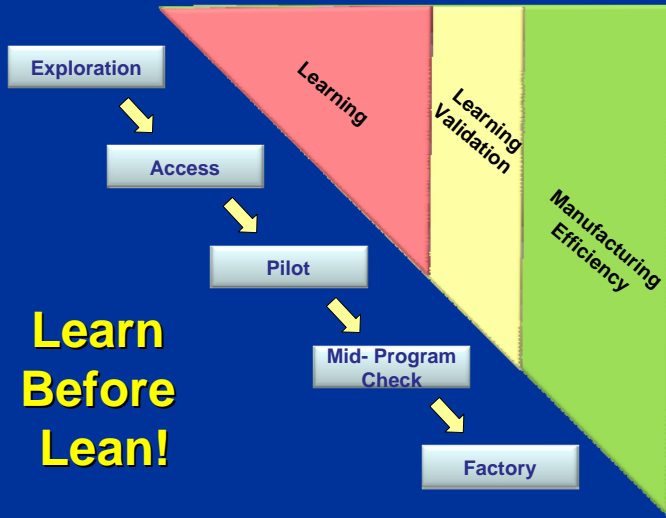 Exploration
Access
Pilot
Mid- Program
Check
Factory
Learning
Learning
Validation
Manufacturing
Efficiency
Learn
Before
Lean!